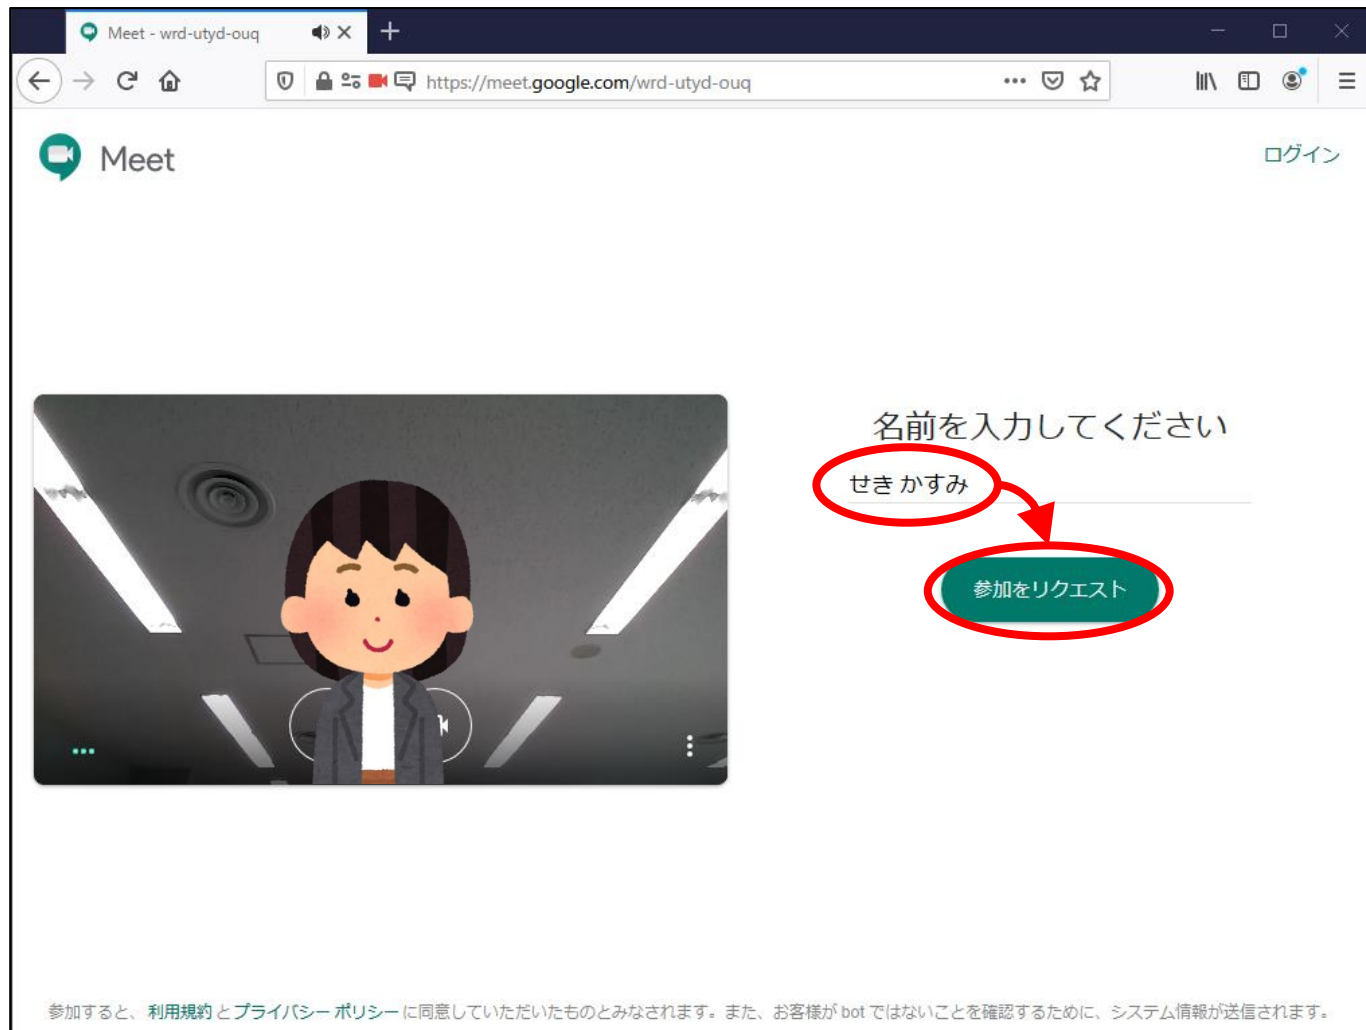 Meet - wrd-utyd-ouq
https://meet.google.com/wrd-utyd-ouq
Meet
ログイン
名前を入力してください
せき かすみ
参加をリクエスト
参加すると、利用規約 と プライバシー ポリシー に同意していただいたものとみなされます。また、お客様が bot ではないことを確認するために、システム情報が送信されます。